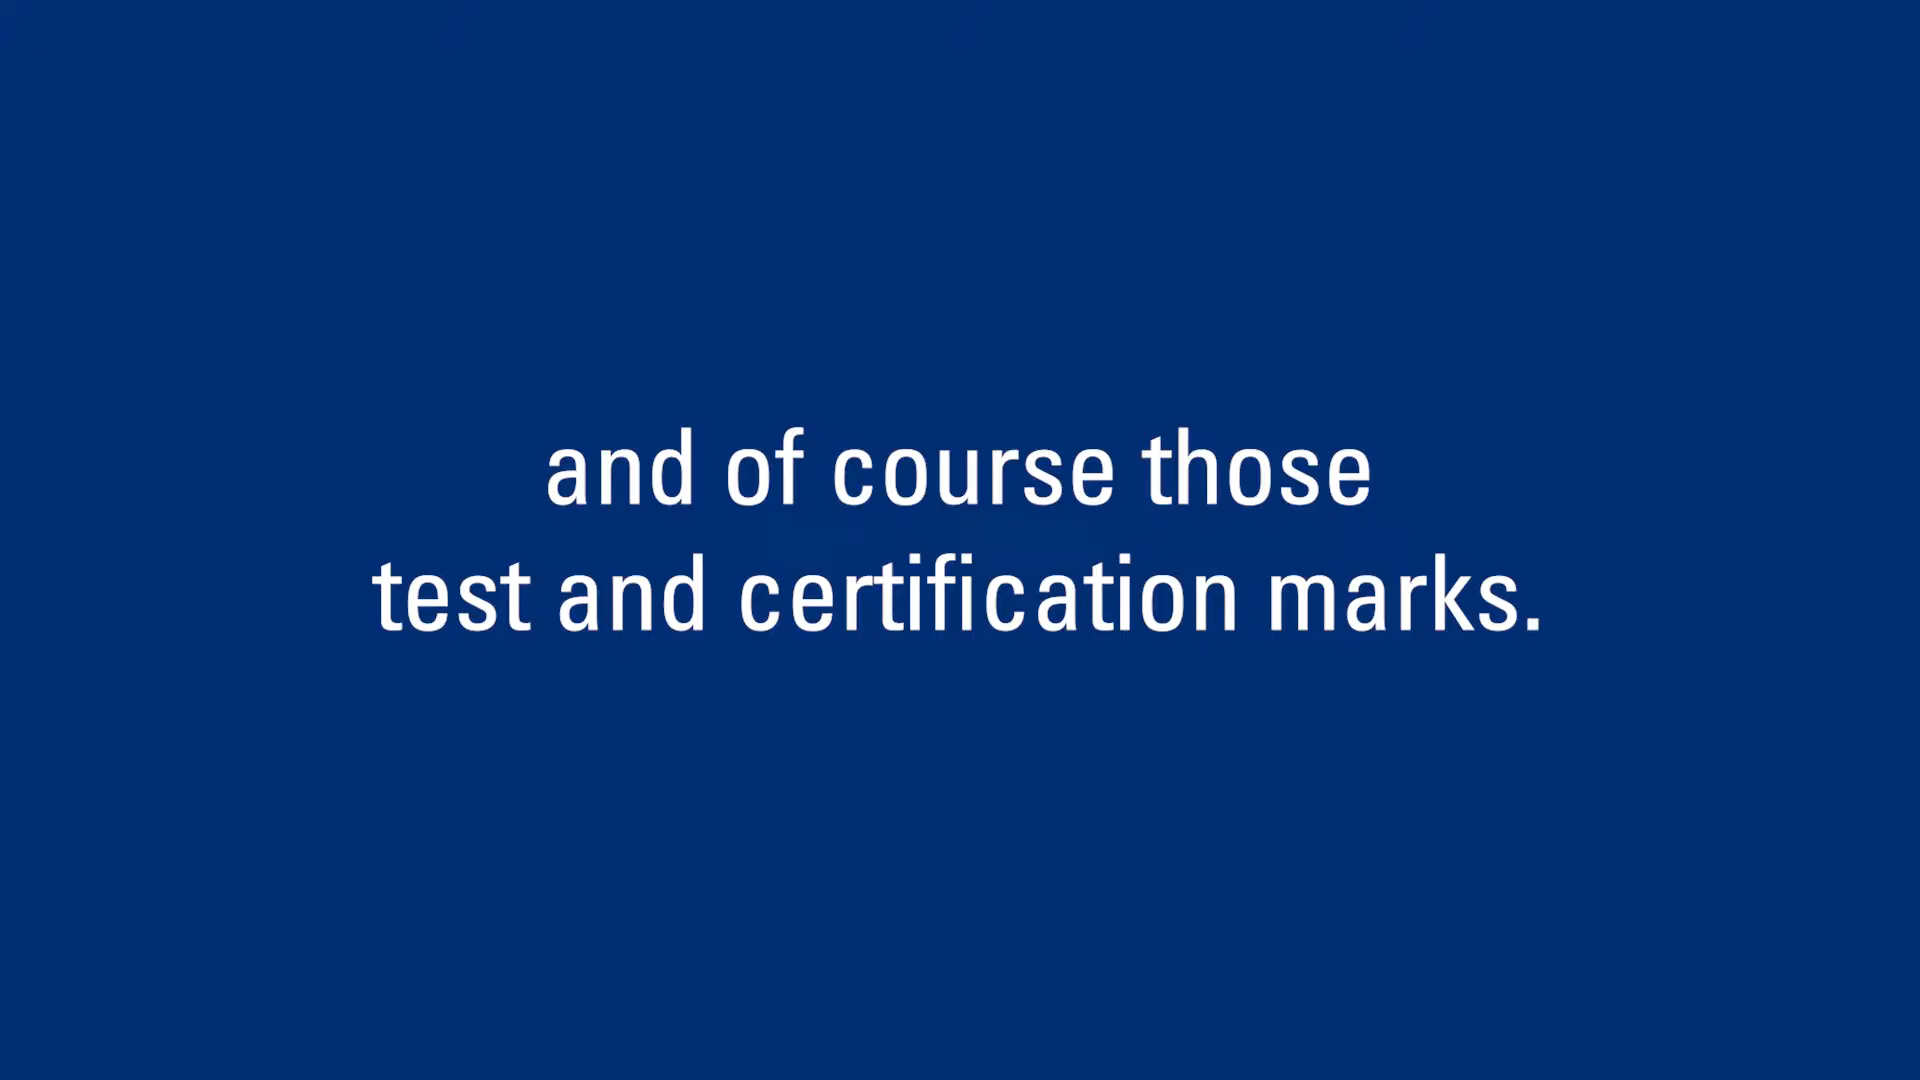 and of course those
test and certification marks.